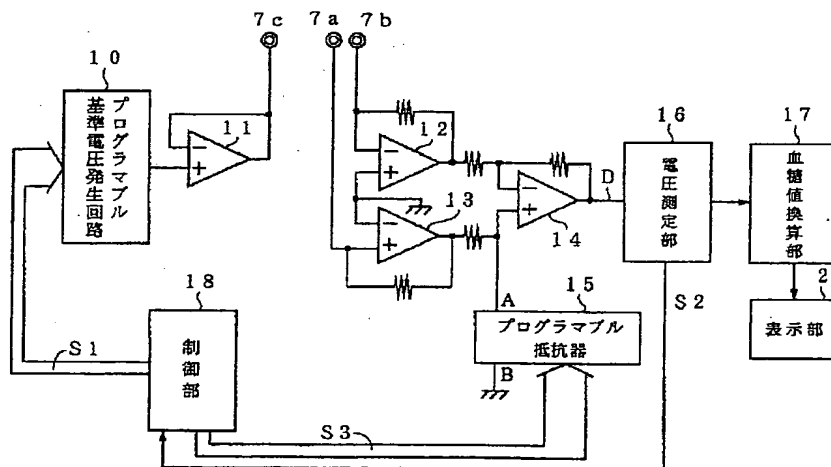 7c
7a
7b
10
プログラマブル
基準電圧発生回路
11
12
13
14
D
16
電圧測定部
17
血糖値換算部
2
表示部
A
15
プログラマブル
抵抗器
B
18
制御部
S1
S2
S3